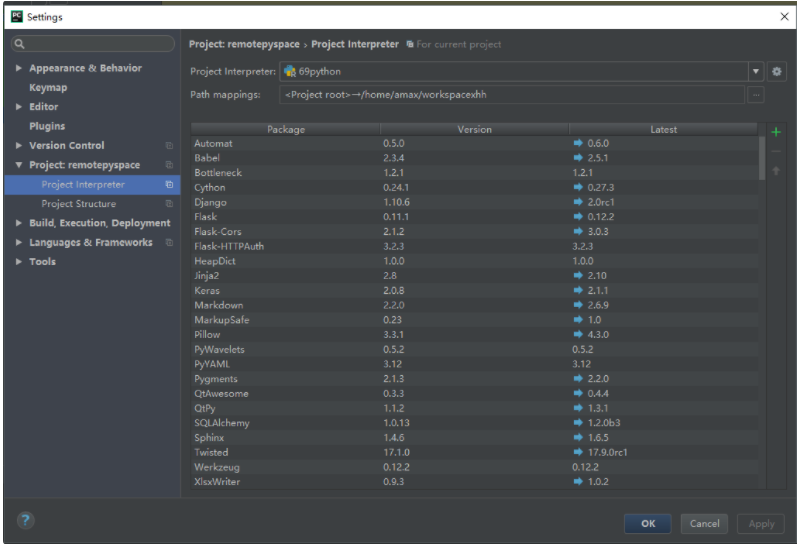 PC Settings
Project: remotepyspace › Project Interpreter For current project
Appearance & Behavior
Keymap
Editor
Plugins
Version Control
Project: remotepyspace
Project Interpreter
Project Structure
Build, Execution, Deployment
Languages & Frameworks
Tools
Project Interpreter: 69python
Path mappings: <Project root>→/home/amax/workspacexhh ...
Package Version Latest
Automat 0.5.0 0.6.0
Babel 2.3.4 2.5.1
Bottleneck 1.2.1 1.2.1
Cython 0.24.1 0.27.3
Django 1.10.6 2.0rc1
Flask 0.11.1 0.12.2
Flask-Cors 2.1.2 3.0.3
Flask-HTTPAuth 3.2.3 3.2.3
HeapDict 1.0.0 1.0.0
Jinja2 2.8 2.10
Keras 2.0.8 2.1.1
Markdown 2.2.0 2.6.9
MarkupSafe 0.23 1.0
Pillow 3.3.1 4.3.0
PyWavelets 0.5.2 0.5.2
PyYAML 3.12 3.12
Pygments 2.1.3 2.2.0
QtAwesome 0.3.3 0.4.4
QtPy 1.1.2 1.3.1
SQLAlchemy 1.0.13 1.2.0b3
Sphinx 1.4.6 1.6.5
Twisted 17.1.0 17.9.0rc1
Werkzeug 0.12.2 0.12.2
XlsxWriter 0.9.3 1.0.2
? OK Cancel Apply